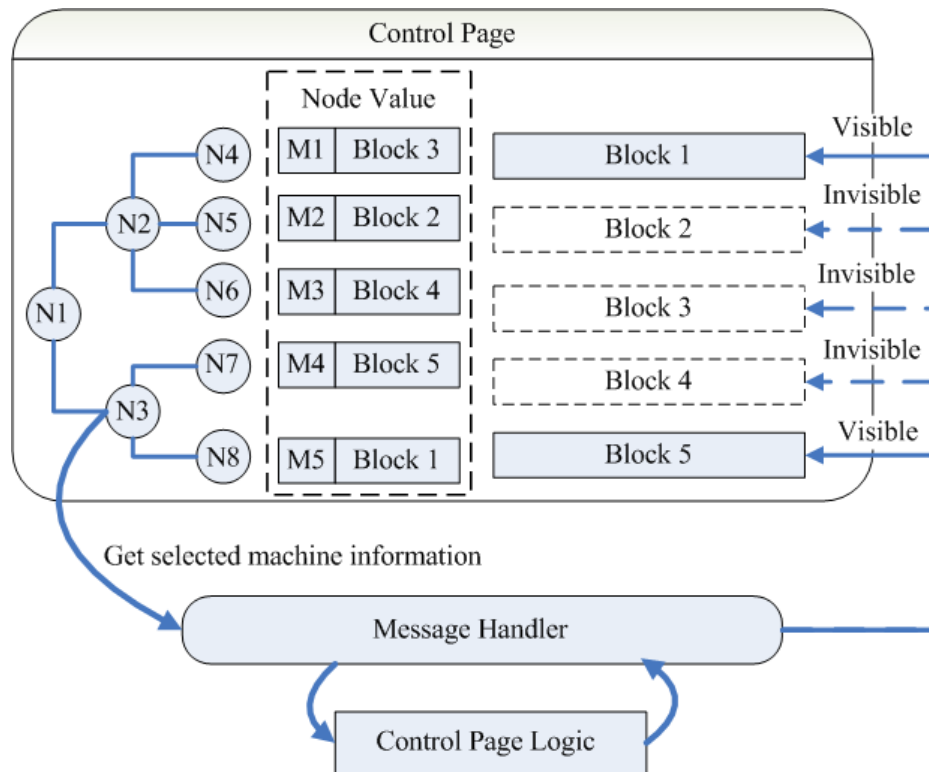 Control Page
Node Value
N4
M1 Block 3
Block 1
Visible
N2
N5
M2 Block 2
Block 2
Invisible
N6
M3 Block 4
Block 3
Invisible
N1
N7
M4 Block 5
Block 4
Invisible
N3
N8
M5 Block 1
Block 5
Visible
Get selected machine information
Message Handler
Control Page Logic